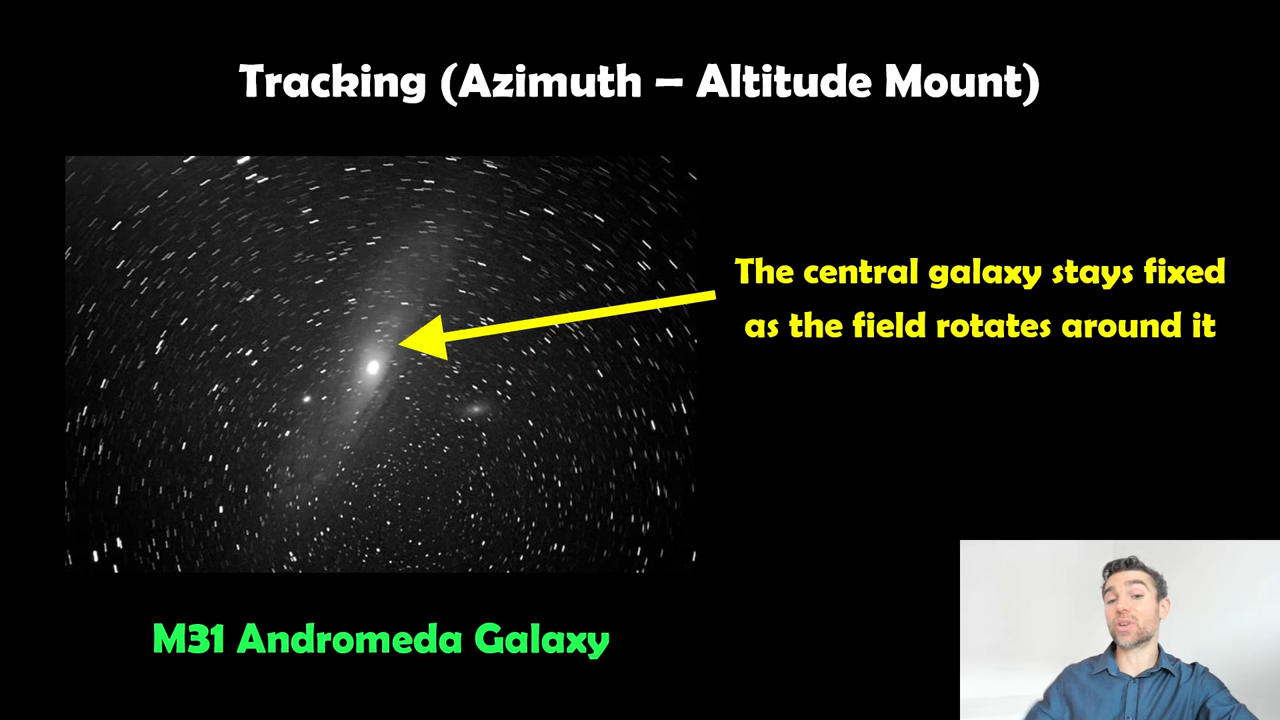 Tracking (Azimuth – Altitude Mount)
The central galaxy stays fixed
as the field rotates around it
M31 Andromeda Galaxy